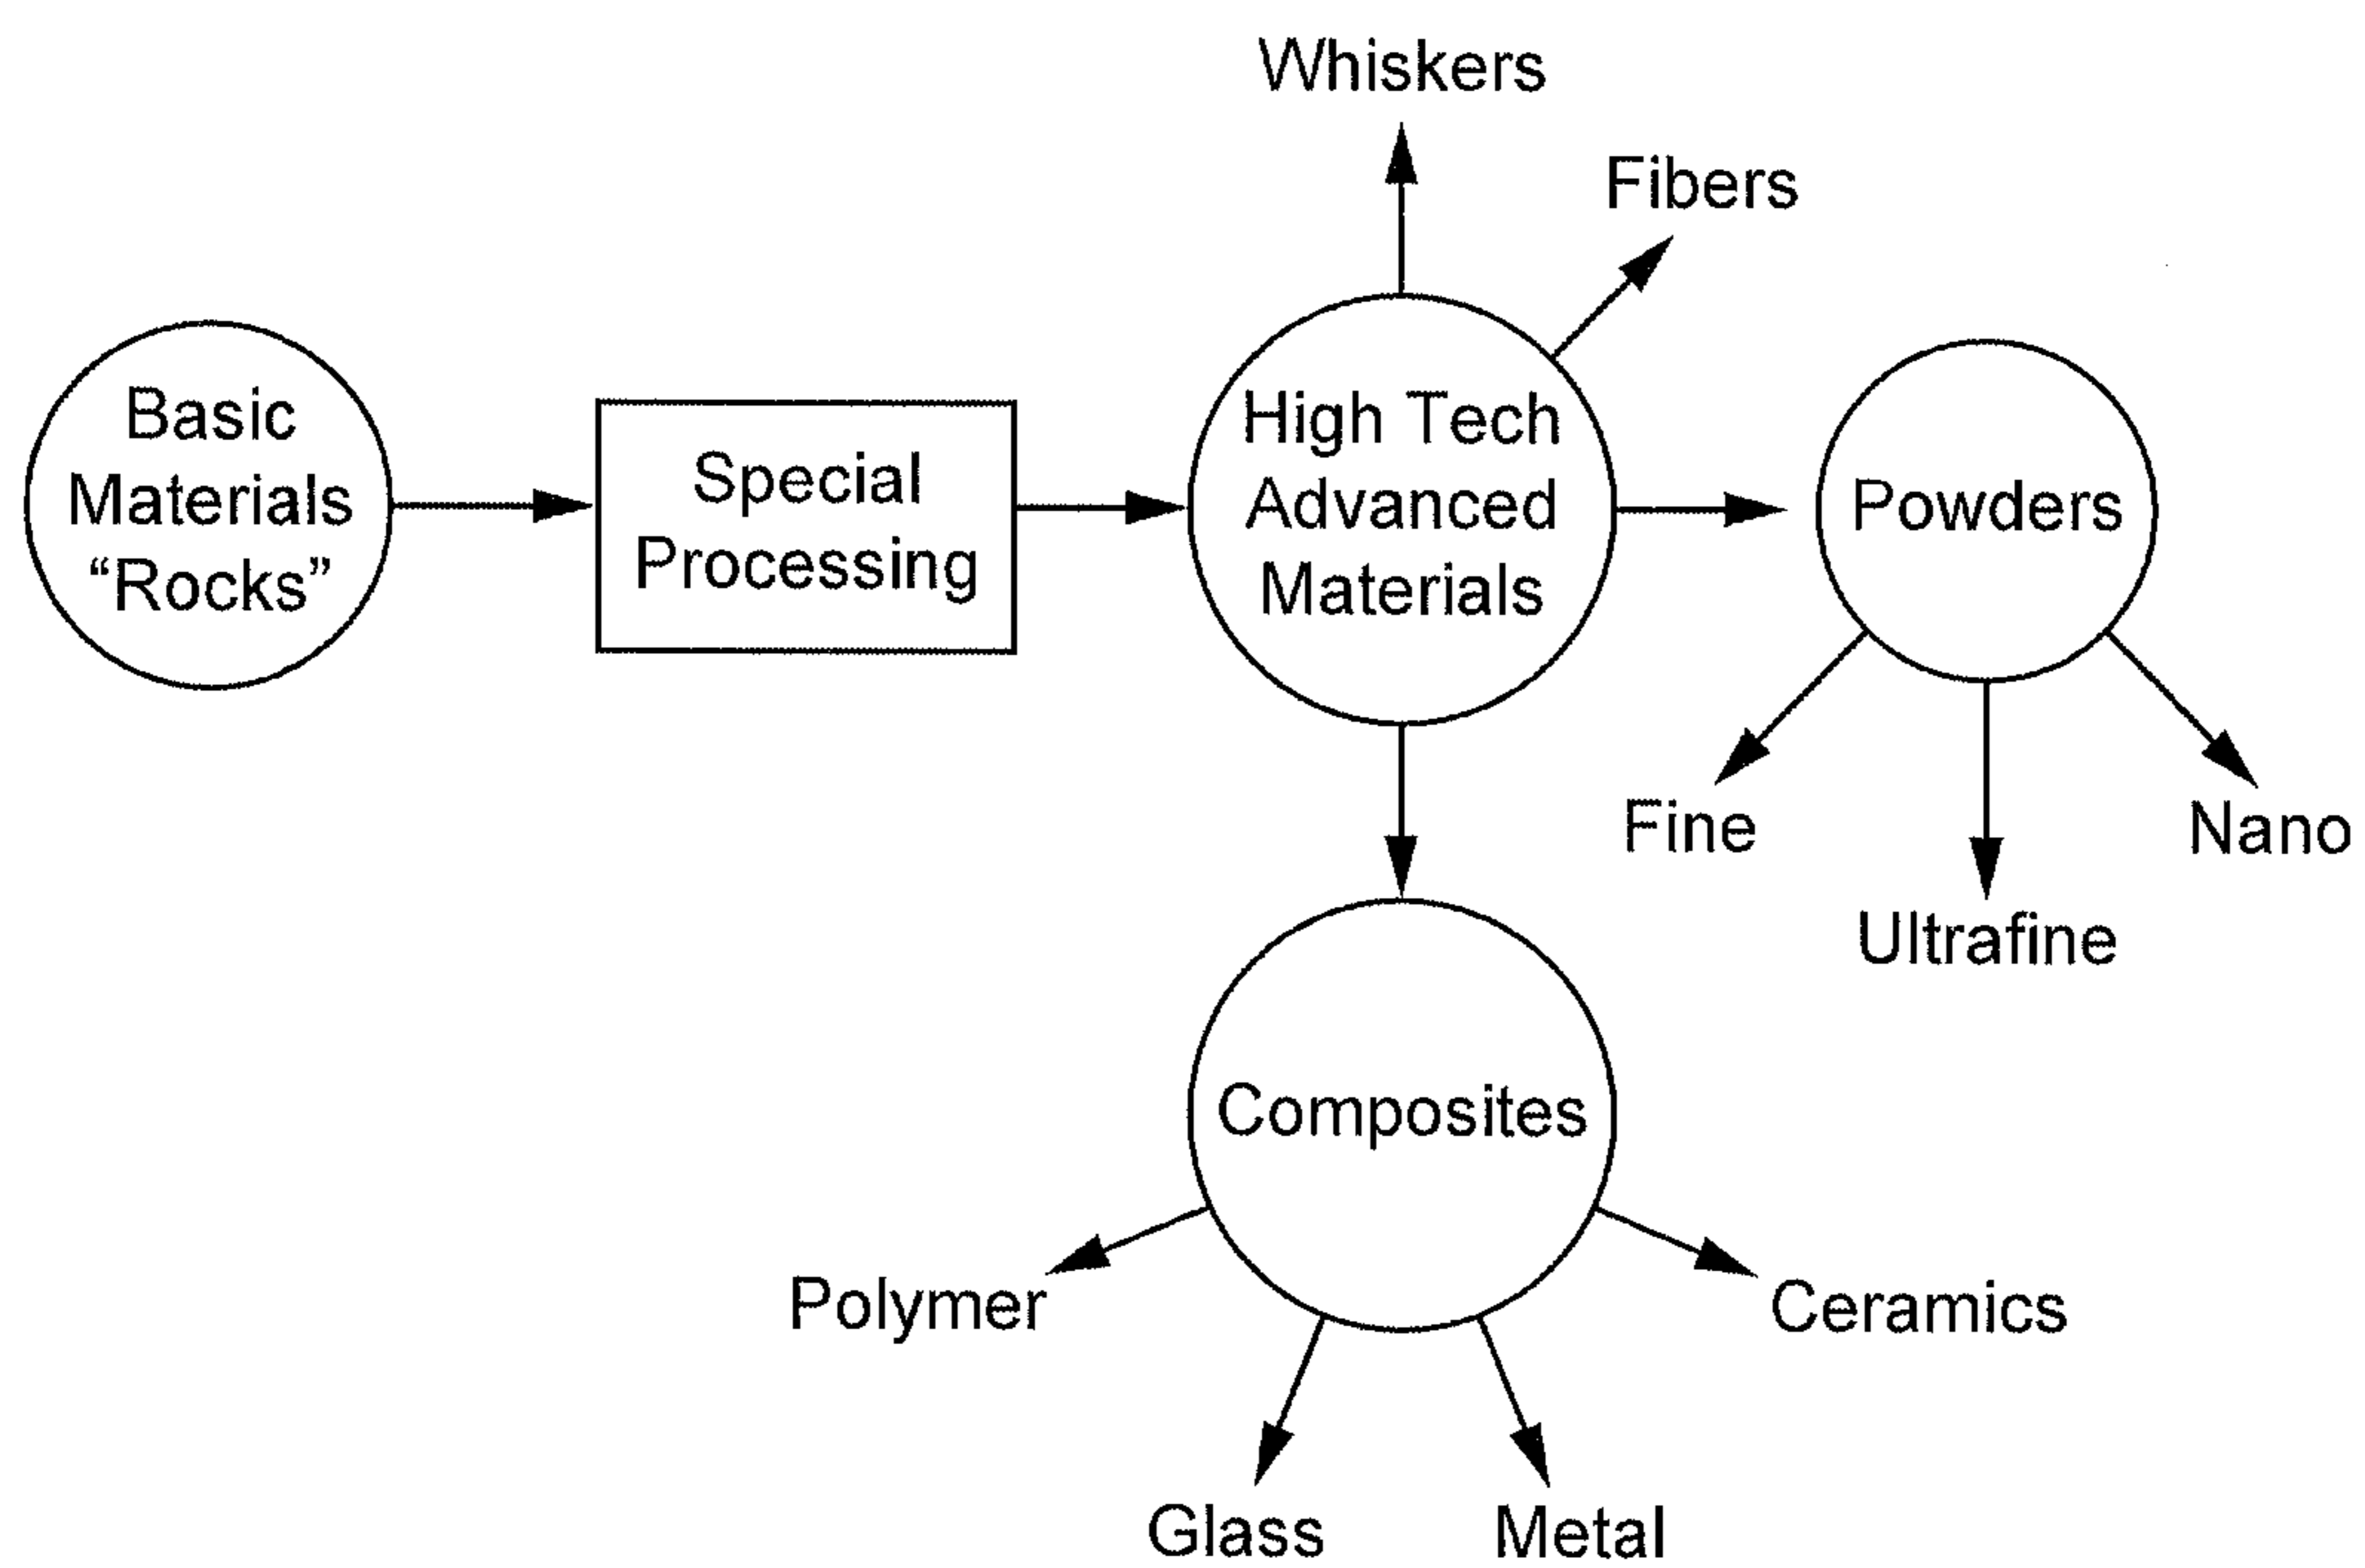 Whiskers
Fibers
Basic
Materials
“Rocks”
Special
Processing
High Tech
Advanced
Materials
Powders
Fine
Nano
Ultrafine
Composites
Polymer
Ceramics
Glass
Metal